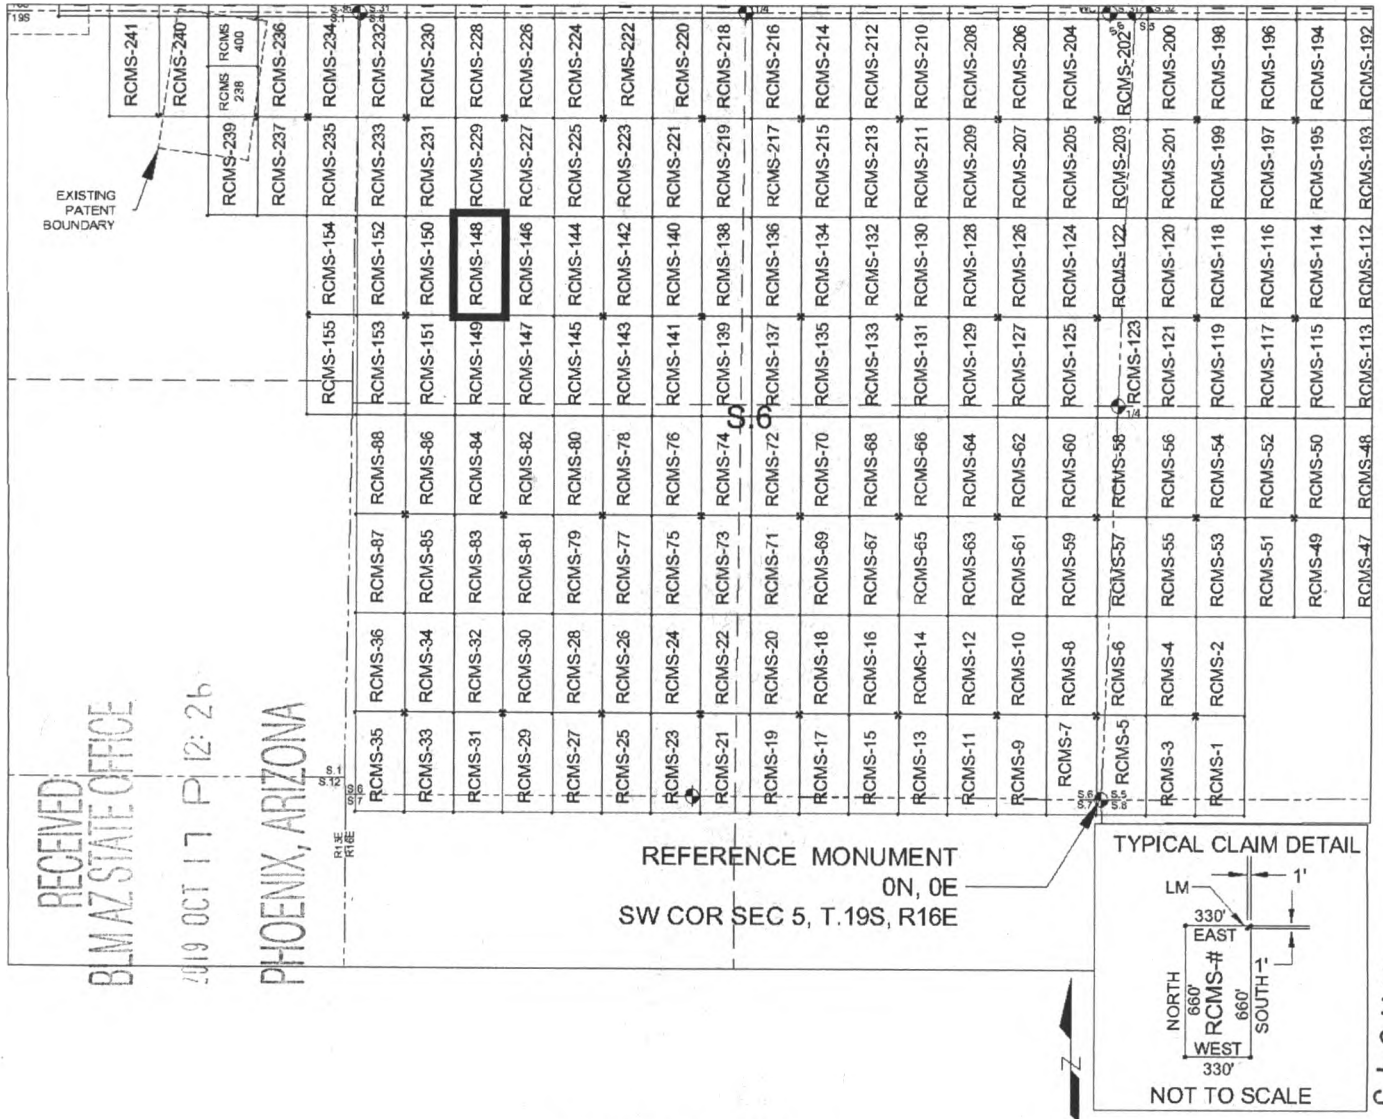 19S
S.1
S.6
S.31
1/4
S.6
S.5
S.32
RCMS-241
RCMS-240
RCMS
400
RCMS
238
RCMS-236
RCMS-234
RCMS-232
RCMS-230
RCMS-228
RCMS-226
RCMS-224
RCMS-222
RCMS-220
RCMS-218
RCMS-216
RCMS-214
RCMS-212
RCMS-210
RCMS-208
RCMS-206
RCMS-204
RCMS-202
RCMS-200
RCMS-198
RCMS-196
RCMS-194
RCMS-192
RCMS-239
RCMS-237
RCMS-235
RCMS-233
RCMS-231
RCMS-229
RCMS-227
RCMS-225
RCMS-223
RCMS-221
RCMS-219
RCMS-217
RCMS-215
RCMS-213
RCMS-211
RCMS-209
RCMS-207
RCMS-205
RCMS-203
RCMS-201
RCMS-199
RCMS-197
RCMS-195
RCMS-193
EXISTING
PATENT
BOUNDARY
RCMS-154
RCMS-152
RCMS-150
RCMS-148
RCMS-146
RCMS-144
RCMS-142
RCMS-140
RCMS-138
RCMS-136
RCMS-134
RCMS-132
RCMS-130
RCMS-128
RCMS-126
RCMS-124
RCMS-122
RCMS-120
RCMS-118
RCMS-116
RCMS-114
RCMS-112
RCMS-155
RCMS-153
RCMS-151
RCMS-149
RCMS-147
RCMS-145
RCMS-143
RCMS-141
RCMS-139
RCMS-137
RCMS-135
RCMS-133
RCMS-131
RCMS-129
RCMS-127
RCMS-125
RCMS-123
RCMS-121
RCMS-119
RCMS-117
RCMS-115
RCMS-113
S.6
1/4
RCMS-88
RCMS-86
RCMS-84
RCMS-82
RCMS-80
RCMS-78
RCMS-76
RCMS-74
RCMS-72
RCMS-70
RCMS-68
RCMS-66
RCMS-64
RCMS-62
RCMS-60
RCMS-58
RCMS-56
RCMS-54
RCMS-52
RCMS-50
RCMS-48
RCMS-87
RCMS-85
RCMS-83
RCMS-81
RCMS-79
RCMS-77
RCMS-75
RCMS-73
RCMS-71
RCMS-69
RCMS-67
RCMS-65
RCMS-63
RCMS-61
RCMS-59
RCMS-57
RCMS-55
RCMS-53
RCMS-51
RCMS-49
RCMS-47
RCMS-36
RCMS-34
RCMS-32
RCMS-30
RCMS-28
RCMS-26
RCMS-24
RCMS-22
RCMS-20
RCMS-18
RCMS-16
RCMS-14
RCMS-12
RCMS-10
RCMS-8
RCMS-6
RCMS-4
RCMS-2
RCMS-35
RCMS-33
RCMS-31
RCMS-29
RCMS-27
RCMS-25
RCMS-23
RCMS-21
RCMS-19
RCMS-17
RCMS-15
RCMS-13
RCMS-11
RCMS-9
RCMS-7
RCMS-5
RCMS-3
RCMS-1
S.1
S.12
S.6
S.7
S.6
S.7
S.5
S.8
R16E
RECEIVED
BLM AZ STATE OFFICE
2019 OCT 17 P 12: 26
PHOENIX, ARIZONA
REFERENCE MONUMENT
0N, 0E
SW COR SEC 5, T.19S, R16E
Z
TYPICAL CLAIM DETAIL
LM
1'
330'
EAST
1'
NORTH
660'
RCMS-#
660'
SOUTH
WEST
330'
NOT TO SCALE